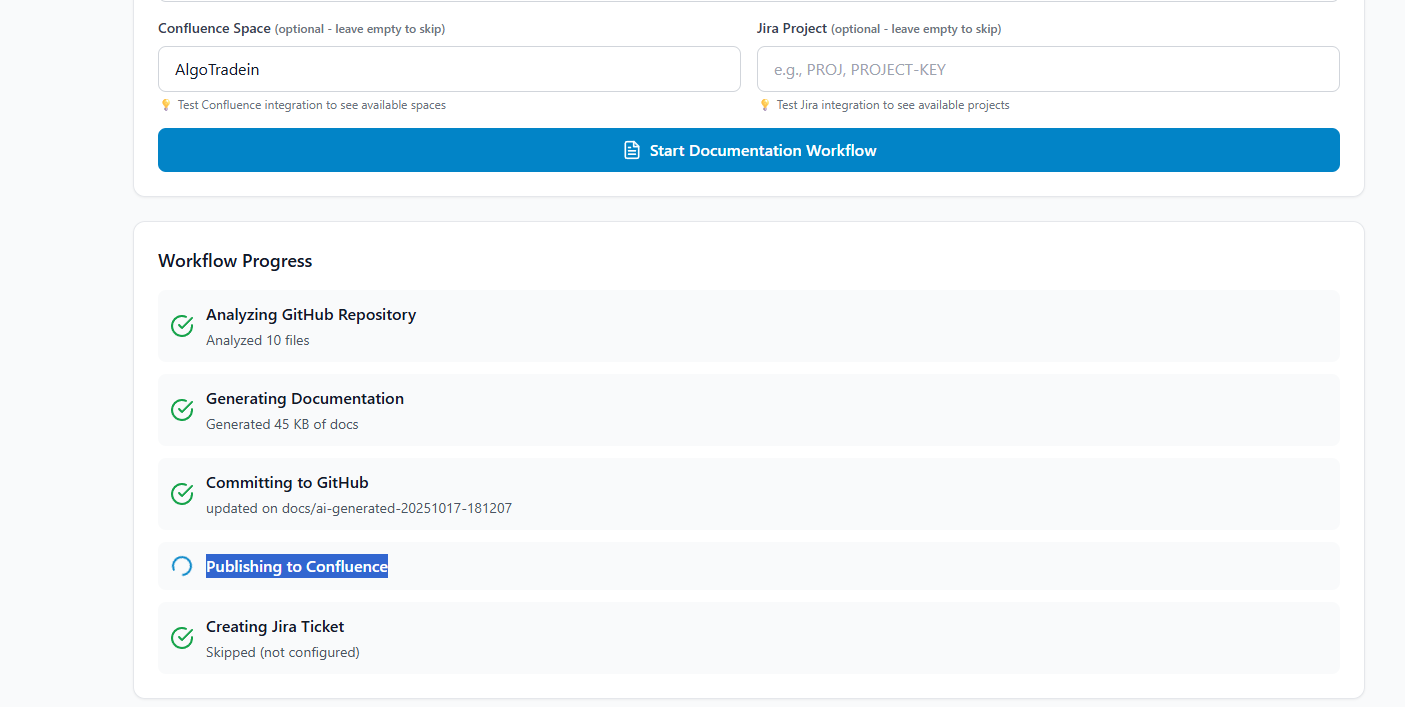 Confluence Space (optional - leave empty to skip)
Jira Project (optional - leave empty to skip)
AlgoTradein
e.g., PROJ, PROJECT-KEY
💡 Test Confluence integration to see available spaces
💡 Test Jira integration to see available projects
Start Documentation Workflow
Workflow Progress
Analyzing GitHub Repository
Analyzed 10 files
Generating Documentation
Generated 45 KB of docs
Committing to GitHub
updated on docs/ai-generated-20251017-181207
Publishing to Confluence
Creating Jira Ticket
Skipped (not configured)